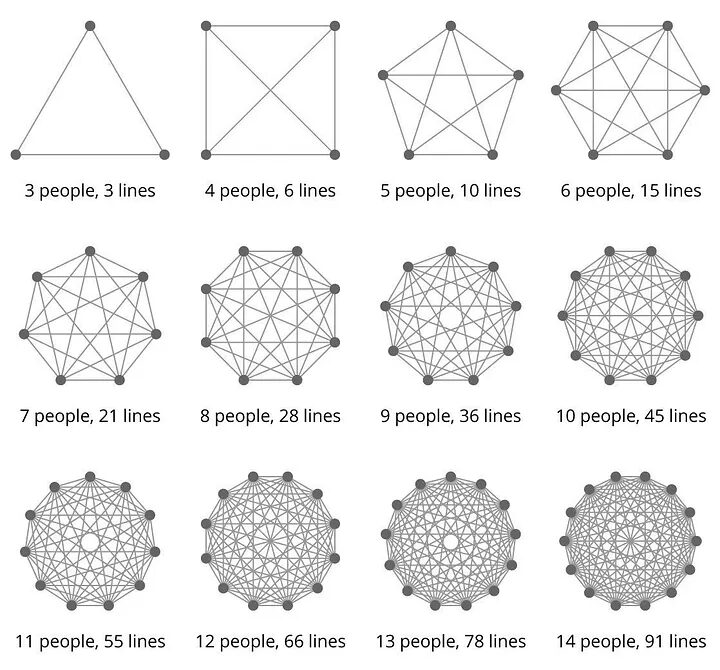 3 people, 3 lines
4 people, 6 lines
5 people, 10 lines
6 people, 15 lines
7 people, 21 lines
8 people, 28 lines
9 people, 36 lines
10 people, 45 lines
11 people, 55 lines
12 people, 66 lines
13 people, 78 lines
14 people, 91 lines